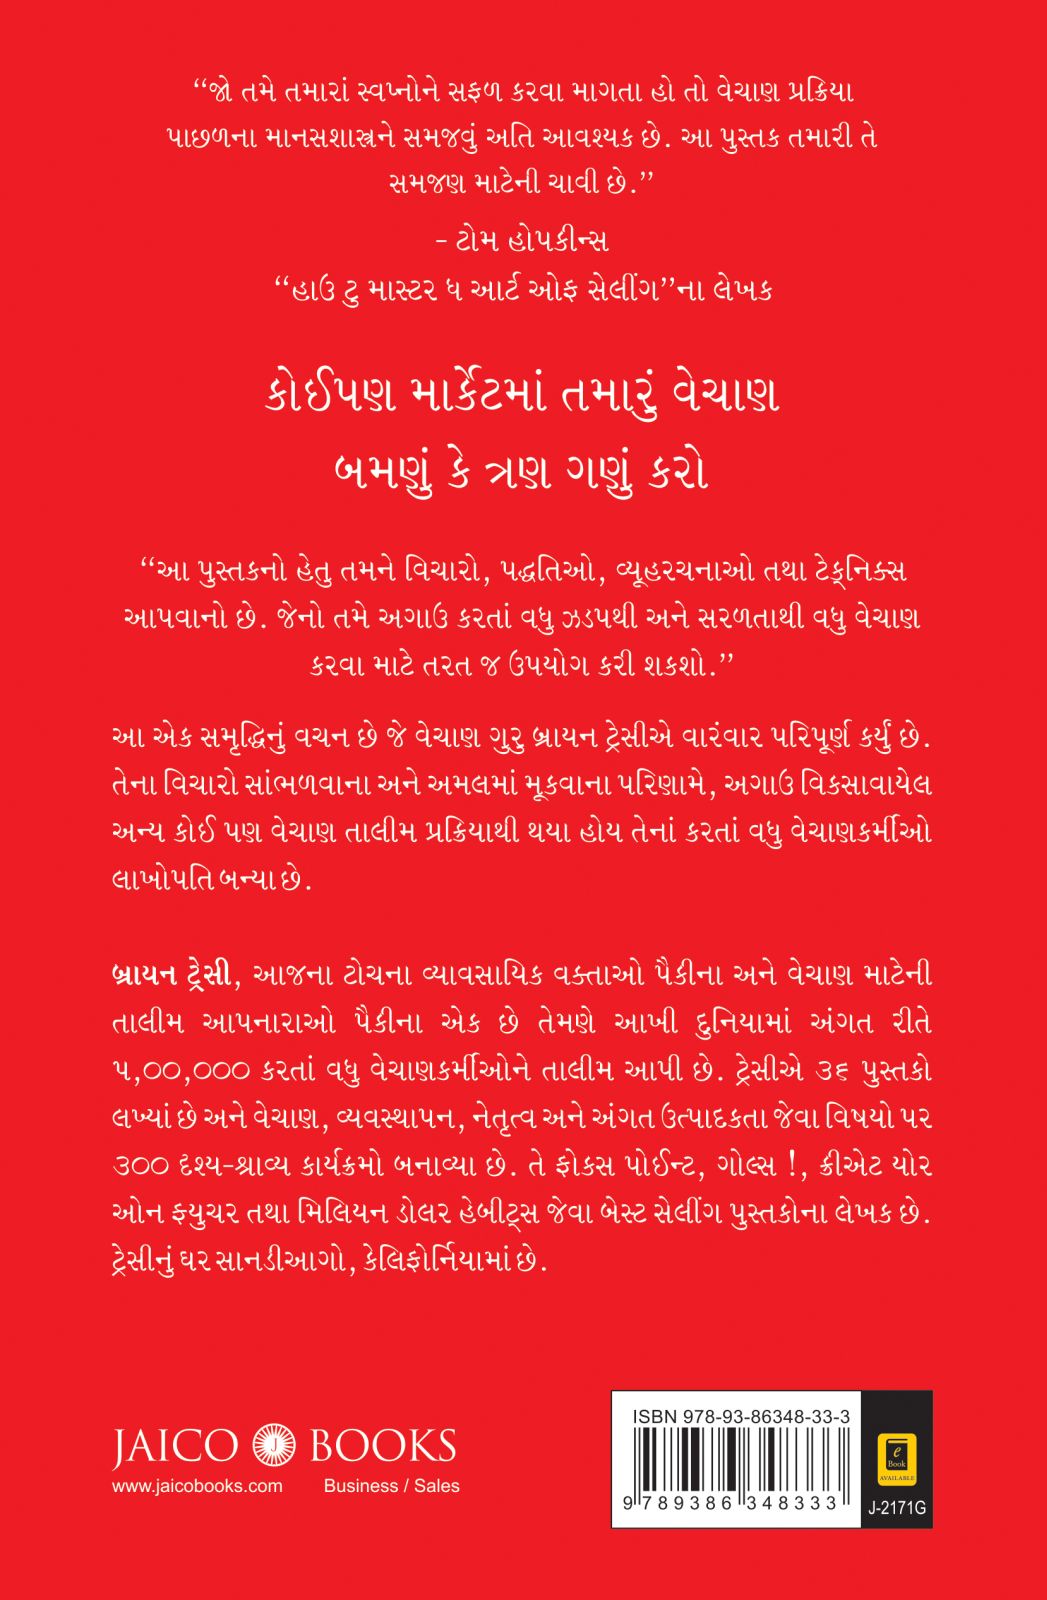 “જો તમે તમારાં સ્વપ્નોને સફળ કરવા માગતા હો તો વેચાણ પ્રક્રિયા
પાછળના માનસશાસ્ત્રને સમજવું અતિ આવશ્યક છે. આ પુસ્તક તમારી તે
સમજણ માટેની ચાવી છે.”
- ટોમ હોપકીન્સ
“હાઉ ટુ માસ્ટર ધ આર્ટ ઓફ સેલીંગ”ના લેખક
કોઈપણ માર્કેટમાં તમારું વેચાણ
બમણું કે ત્રણ ગણું કરો
“આ પુસ્તકનો હેતુ તમને વિચારો, પદ્ધતિઓ, વ્યૂહરચનાઓ તથા ટેક્નિક્સ
આપવાનો છે. જેનો તમે અગાઉ કરતાં વધુ ઝડપથી અને સરળતાથી વધુ વેચાણ
કરવા માટે તરત જ ઉપયોગ કરી શકશો.”
આ એક સમૃદ્ધિનું વચન છે જે વેચાણ ગુરુ બ્રાયન ટ્રેસીએ વારંવાર પરિપૂર્ણ કર્યું છે.
તેના વિચારો સાંભળવાના અને અમલમાં મૂકવાના પરિણામે, અગાઉ વિકસાવાયેલ
અન્ય કોઈ પણ વેચાણ તાલીમ પ્રક્રિયાથી થયા હોય તેનાં કરતાં વધુ વેચાણકર્મીઓ
લાખોપતિ બન્યા છે.
બ્રાયન ટ્રેસી, આજના ટોચના વ્યાવસાયિક વક્તાઓ પૈકીના અને વેચાણ માટેની
તાલીમ આપનારાઓ પૈકીના એક છે તેમણે આખી દુનિયામાં અંગત રીતે
૫,૦૦,૦૦૦ કરતાં વધુ વેચાણકર્મીઓને તાલીમ આપી છે. ટ્રેસીએ ૩૬ પુસ્તકો
લખ્યાં છે અને વેચાણ, વ્યવસ્થાપન, નેતૃત્વ અને અંગત ઉત્પાદકતા જેવા વિષયો પર
૩૦૦ દૃશ્ય-શ્રાવ્ય કાર્યક્રમો બનાવ્યા છે. તે ફોકસ પોઈન્ટ, ગોલ્સ !, ક્રીએટ યોર
ઓન ફ્યુચર તથા મિલિયન ડોલર હેબીટ્સ જેવા બેસ્ટ સેલીંગ પુસ્તકોના લેખક છે.
ટ્રેસીનું ઘર સાનડીઆગો, કેલિફોર્નિયામાં છે.
JAICO J BOOKS
www.jaicobooks.com Business / Sales
ISBN 978-93-86348-33-3
9 789386 348333
e
Book
AVAILABLE
J-2171G